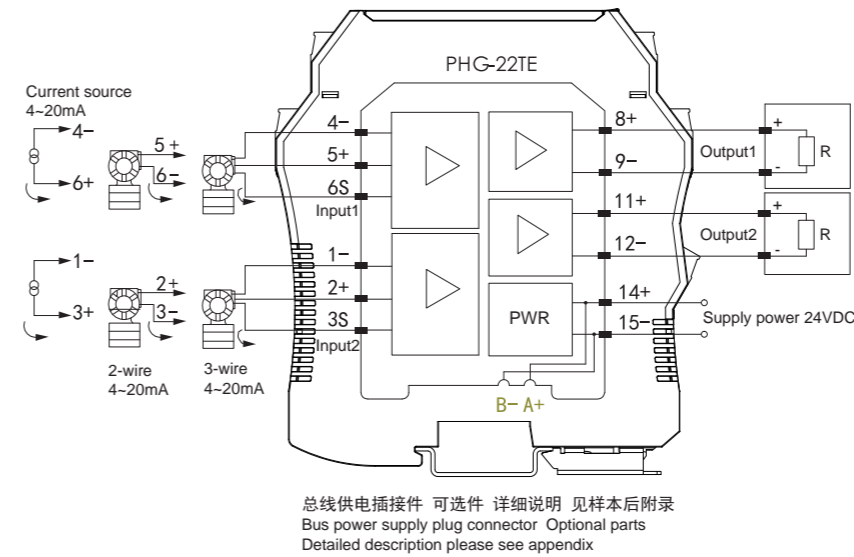 PHG-22TE
Current source
4~20mA
4-
6+
5+
6-
4-
5+
6S
Input1
1-
3+
2+
3-
1-
2+
3S
Input2
2-wire
4~20mA
3-wire
4~20mA
PWR
8+
9-
Output1
+
-
R
11+
12-
Output2
+
-
R
14+
15-
Supply power 24VDC
B- A+
总线供电插接件 可选件 详细说明 见样本后附录
Bus power supply plug connector Optional parts
Detailed description please see appendix